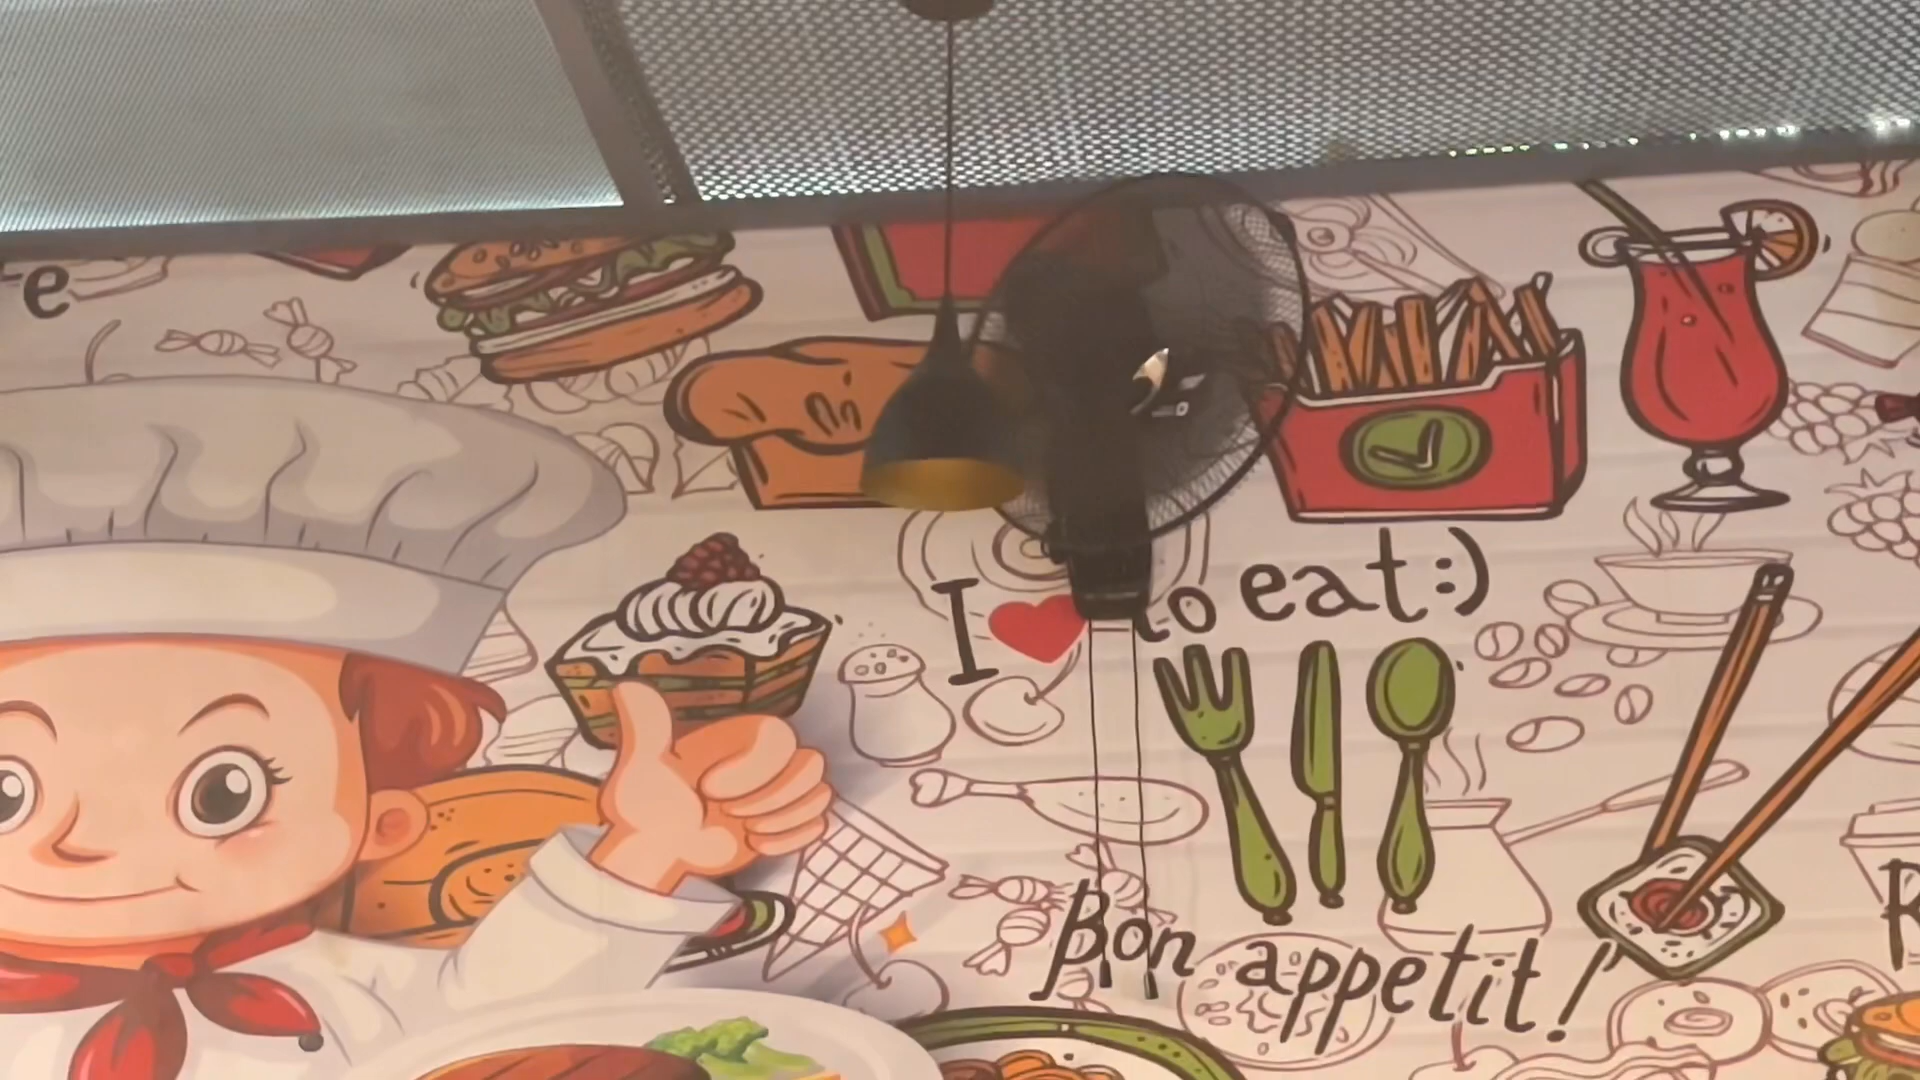 I ❤ to eat:)
Bon appetit!